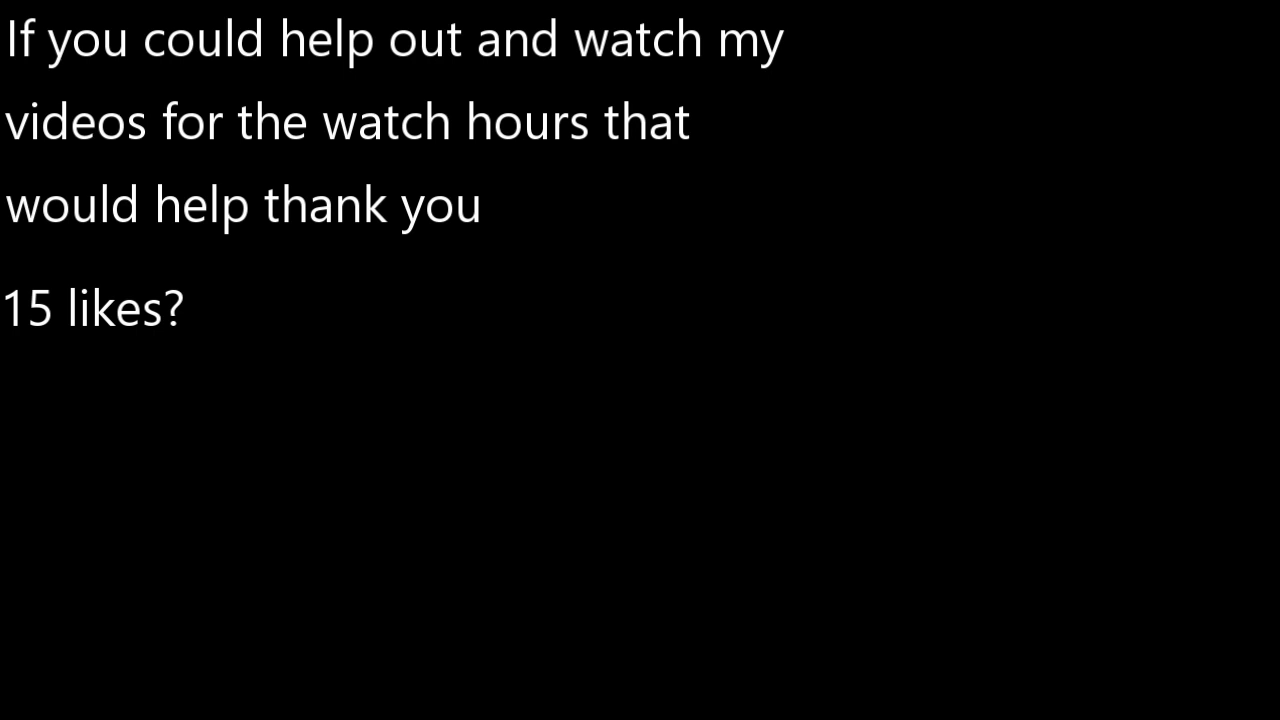 If you could help out and watch my
videos for the watch hours that
would help thank you
15 likes?